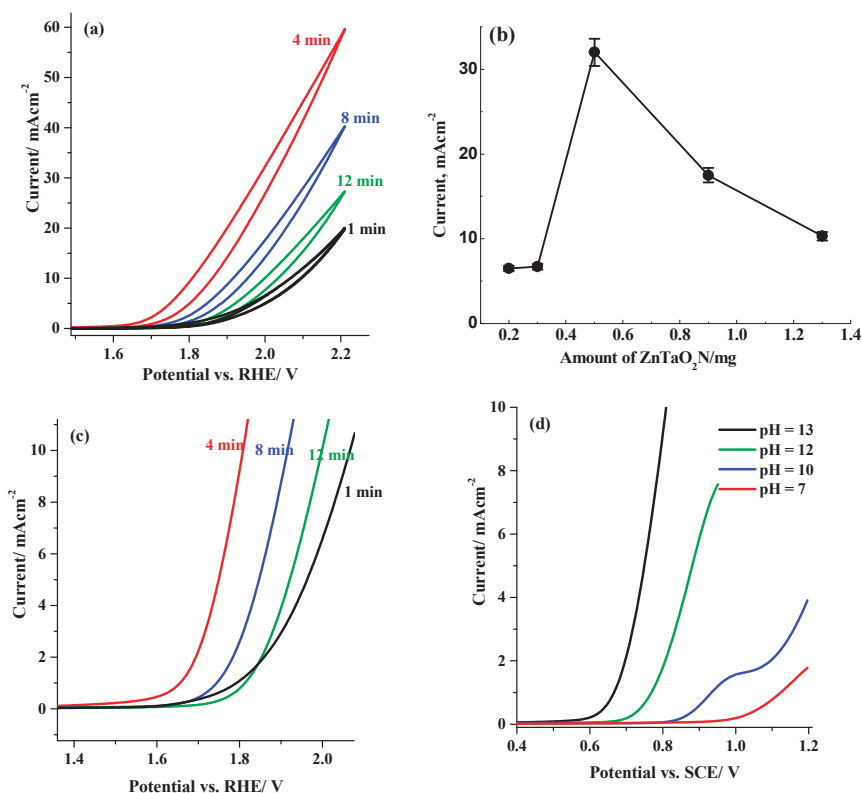 (a)
4 min
8 min
12 min
1 min
60
50
40
30
20
10
0
1.6 1.8 2.0 2.2
Current/ mAcm⁻²
Potential vs. RHE/ V
(b)
30
20
10
0
0.2 0.4 0.6 0.8 1.0 1.2 1.4
Current, mAcm⁻²
Amount of ZnTaO₂N/mg
(c)
4 min
8 min
12 min
1 min
10
8
6
4
2
0
1.4 1.6 1.8 2.0
Current/ mAcm⁻²
Potential vs. RHE/ V
(d)
pH = 13
pH = 12
pH = 10
pH = 7
10
8
6
4
2
0
0.4 0.6 0.8 1.0 1.2
Current/ mAcm⁻²
Potential vs. SCE/ V